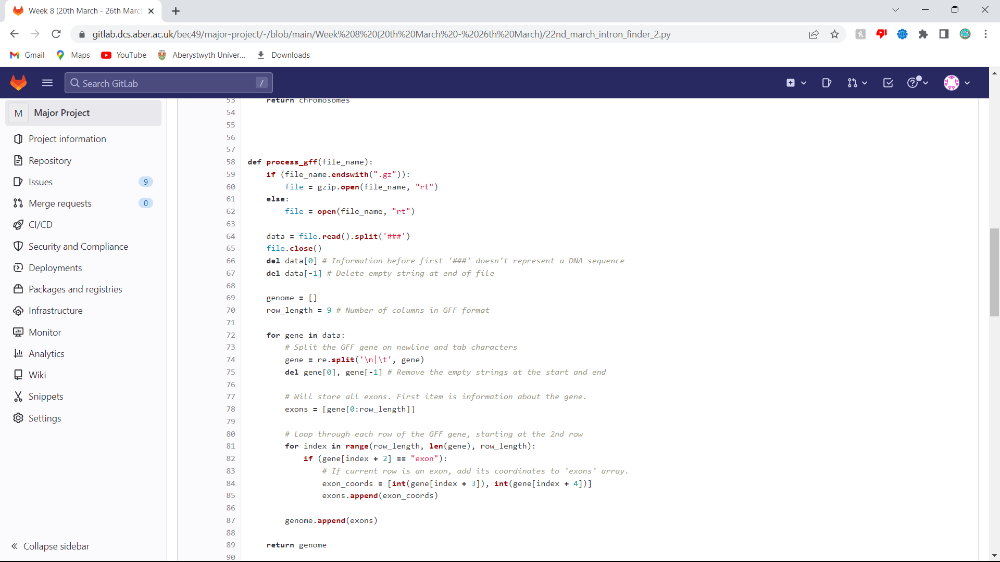 Week 8 (20th March - 26th Marc
gitlab.dcs.aber.ac.uk/bec49/major-project/-/blob/main/Week%208%20(20th%20March%20-%2026th%20March)/22nd_march_intron_finder_2.py
Gmail Maps YouTube Aberystwyth Univer... Downloads
Search GitLab /
M Major Project
Project information
Repository
Issues 9
Merge requests 0
CI/CD
Security and Compliance
Deployments
Packages and registries
Infrastructure
Monitor
Analytics
Wiki
Snippets
Settings
Collapse sidebar
53     return chromosomes
54
55
56
57
58 def process_gff(file_name):
59     if (file_name.endswith(".gz")):
60         file = gzip.open(file_name, "rt")
61     else:
62         file = open(file_name, "rt")
63
64     data = file.read().split('###')
65     file.close()
66     del data[0] # Information before first '###' doesn't represent a DNA sequence
67     del data[-1] # Delete empty string at end of file
68
69     genome = []
70     row_length = 9 # Number of columns in GFF format
71
72     for gene in data:
73         # Split the GFF gene on newline and tab characters
74         gene = re.split('\n|\t', gene)
75         del gene[0], gene[-1] # Remove the empty strings at the start and end
76
77         # Will store all exons. First item is information about the gene.
78         exons = [gene[0:row_length]]
79
80         # Loop through each row of the GFF gene, starting at the 2nd row
81         for index in range(row_length, len(gene), row_length):
82             if (gene[index + 2] == "exon"):
83                 # If current row is an exon, add its coordinates to 'exons' array.
84                 exon_coords = [int(gene[index + 3]), int(gene[index + 4])]
85                 exons.append(exon_coords)
86
87         genome.append(exons)
88
89     return genome
90